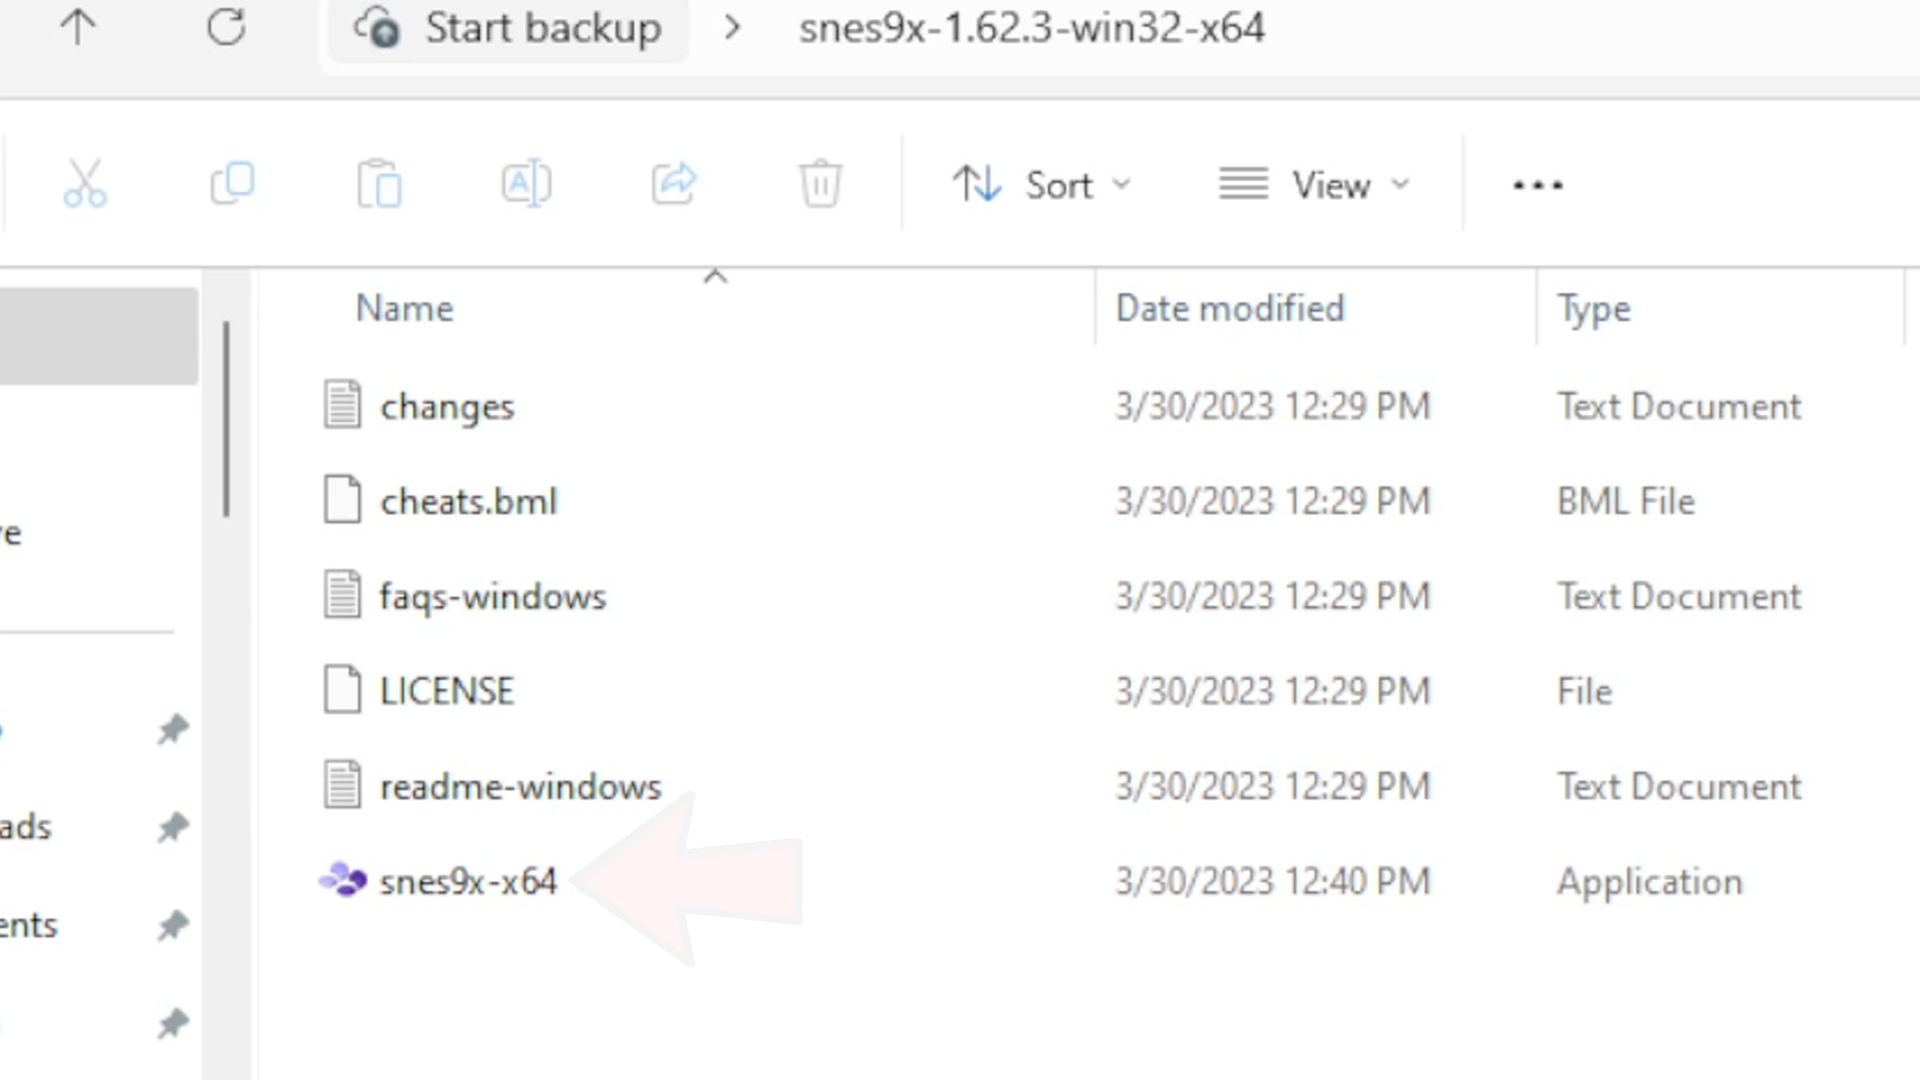 Start backup > snes9x-1.62.3-win32-x64
Sort View
Name Date modified Type
changes 3/30/2023 12:29 PM Text Document
cheats.bml 3/30/2023 12:29 PM BML File
faqs-windows 3/30/2023 12:29 PM Text Document
LICENSE 3/30/2023 12:29 PM File
readme-windows 3/30/2023 12:29 PM Text Document
snes9x-x64 3/30/2023 12:40 PM Application
ads
ents